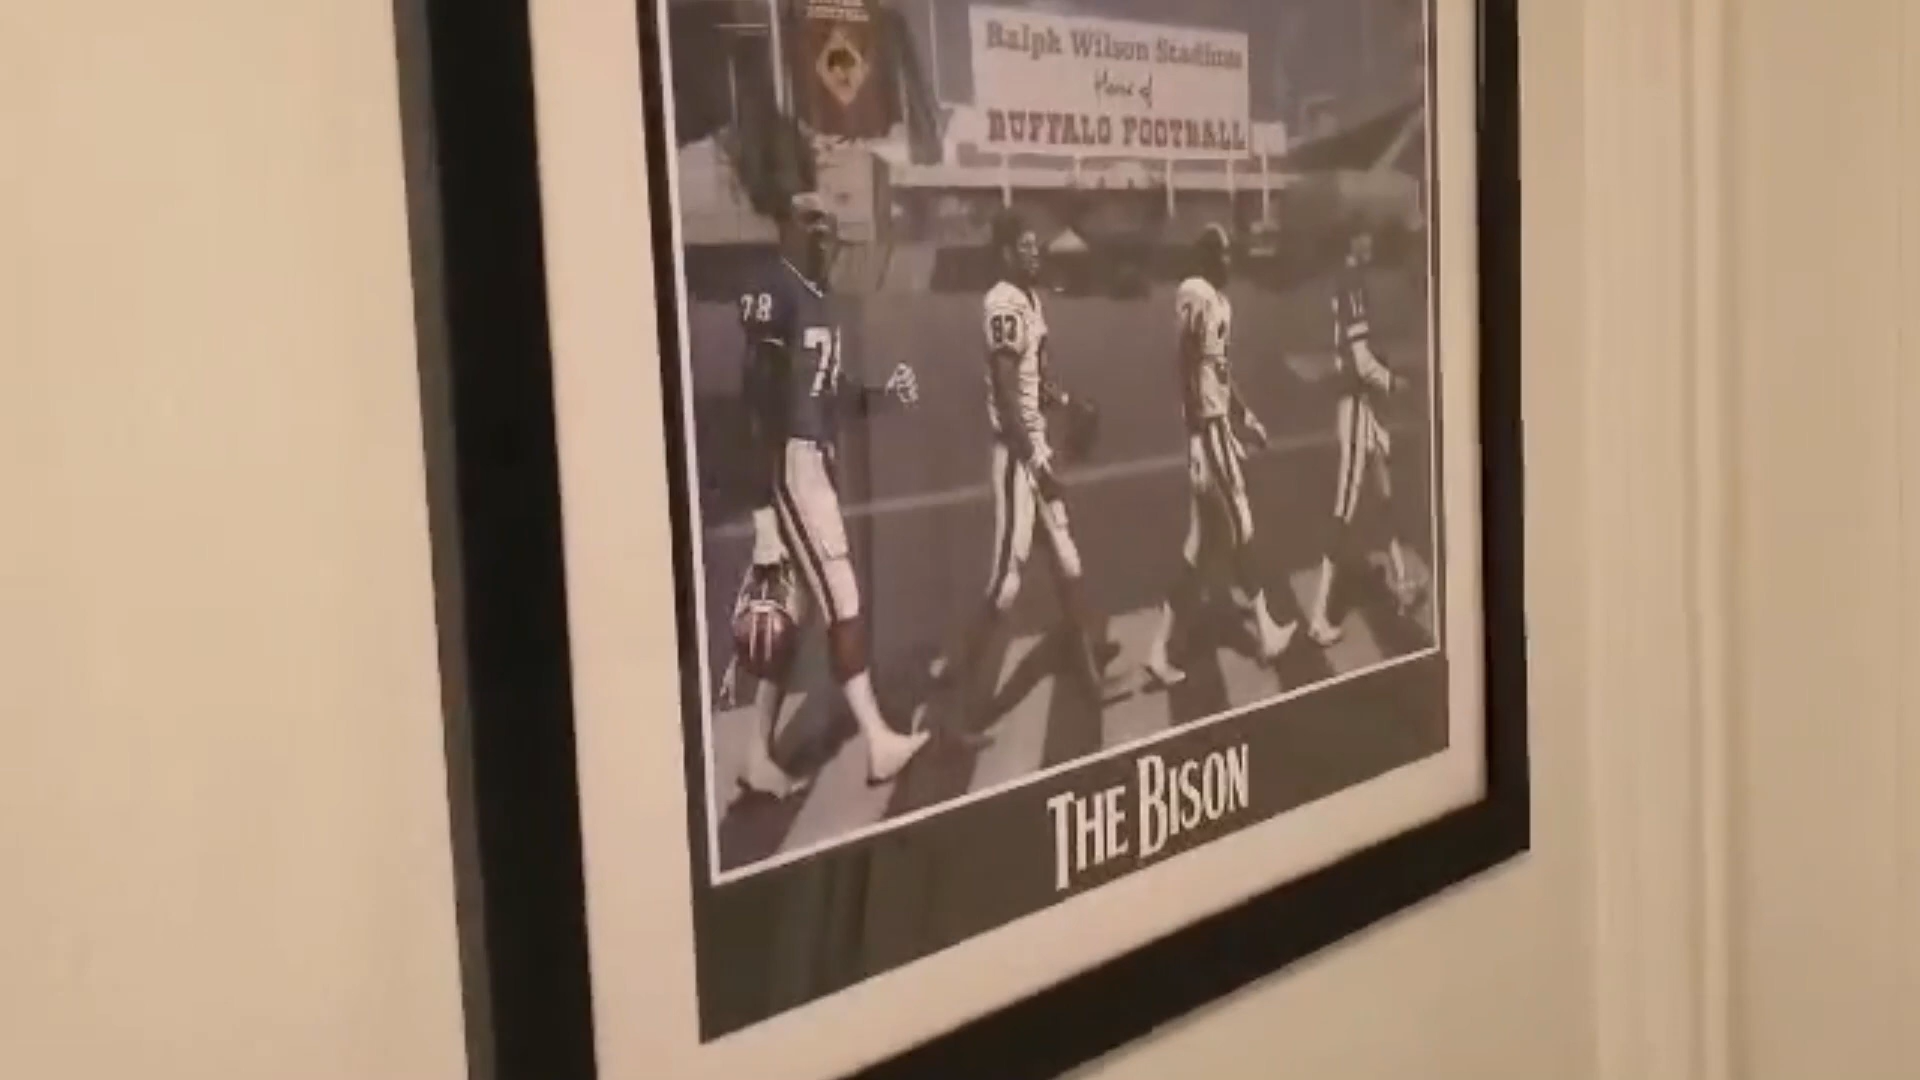 Ralph Wilson Stadium
Home of
BUFFALO FOOTBALL
78
78
83
THE BISON